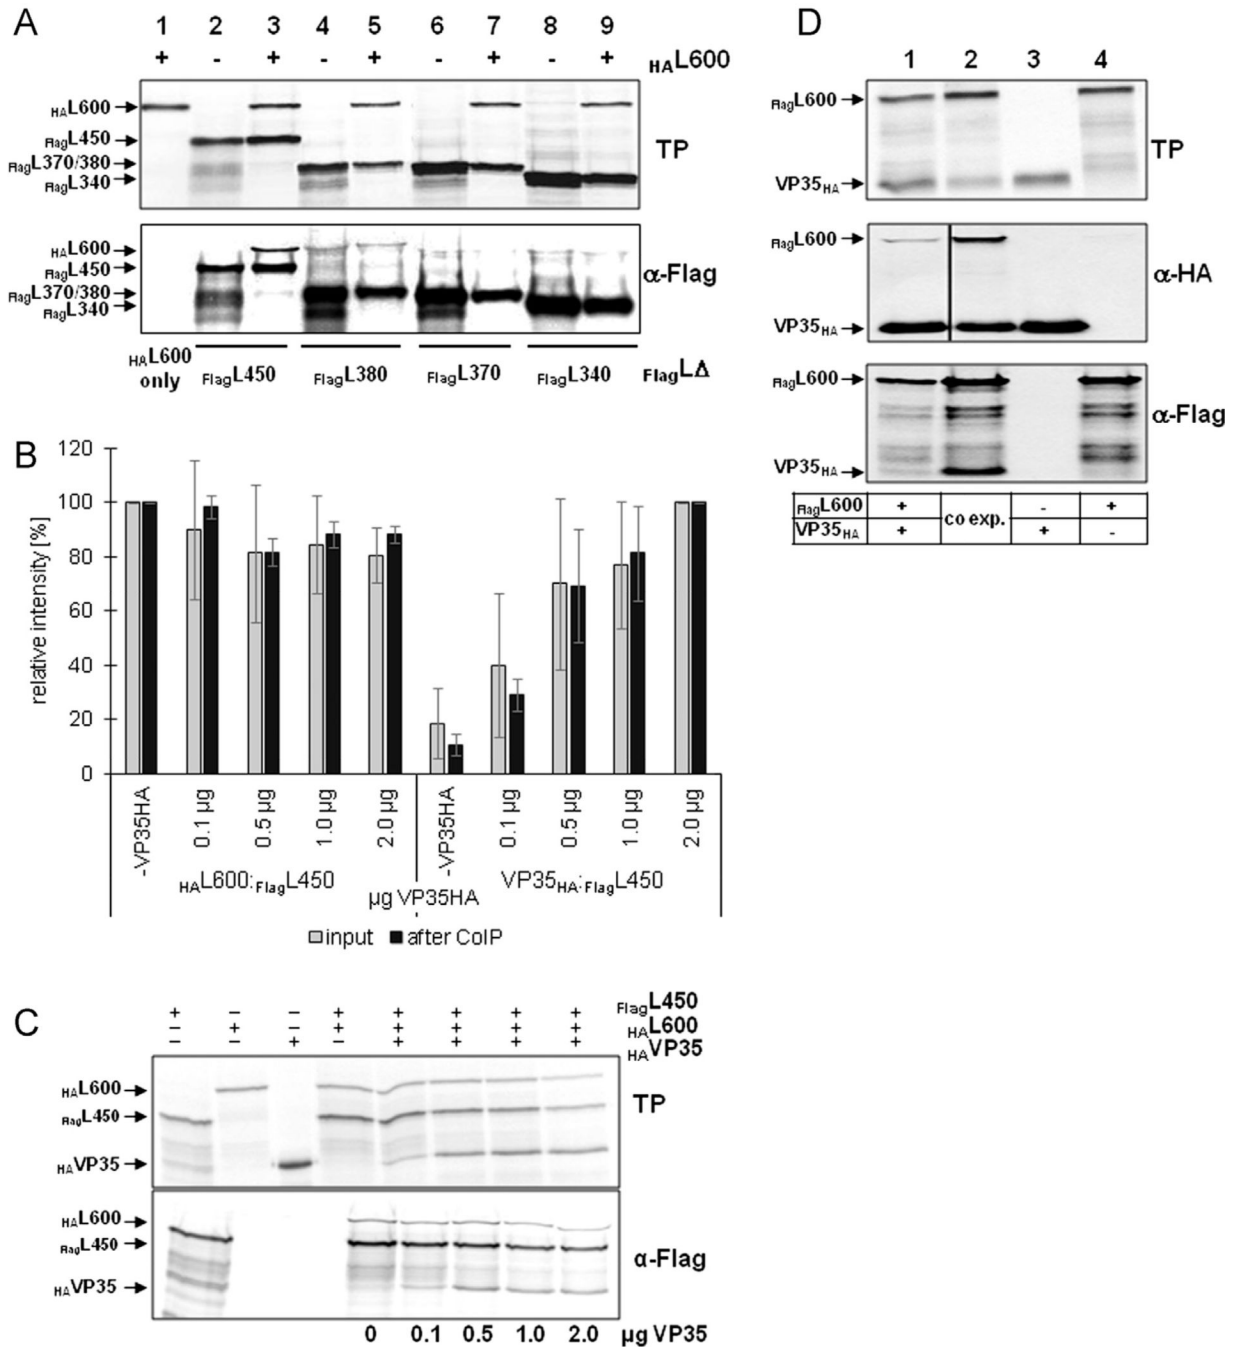 A
1 2 3 4 5 6 7 8 9
+ - + - + - + - + HAL600
HAL600
FlagL450
FlagL370/380
FlagL340
TP
HAL600
FlagL450
FlagL370/380
FlagL340
α-Flag
HAL600 only
FlagL450 FlagL380 FlagL370 FlagL340 FlagLΔ
B
relative intensity [%]
120
100
80
60
40
20
0
-VP35HA 0.1 µg 0.5 µg 1.0 µg 2.0 µg -VP35HA 0.1 µg 0.5 µg 1.0 µg 2.0 µg
HAL600:FlagL450 VP35HA:FlagL450
µg VP35HA
input after CoIP
C
+ – – + + + + + FlagL450
– + – + + + + + HAL600
– – + – + + + + HAVP35
HAL600
FlagL450
HAVP35
TP
HAL600
FlagL450
HAVP35
α-Flag
0 0.1 0.5 1.0 2.0 µg VP35
D
1 2 3 4
FlagL600
VP35HA
TP
FlagL600
VP35HA
α-HA
FlagL600
VP35HA
α-Flag
FlagL600 + co exp. - +
VP35HA + + -